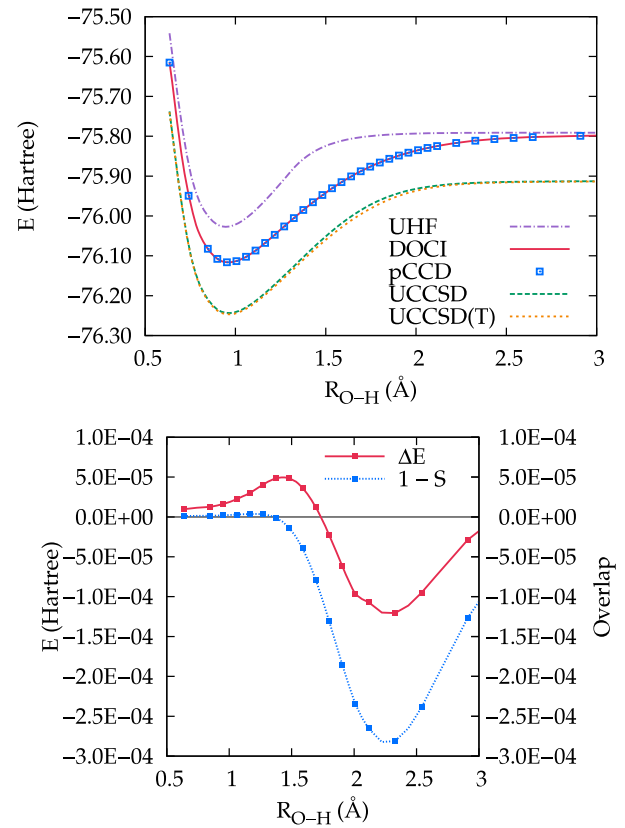 −75.50
−75.60
−75.70
−75.80
−75.90
−76.00
−76.10
−76.20
−76.30
E (Hartree)
UHF
DOCI
pCCD
UCCSD
UCCSD(T)
0.5 1 1.5 2 2.5 3
R_O–H (Å)
1.0E−04 1.0E−04
5.0E−05 5.0E−05
0.0E+00 0.0E+00
−5.0E−05 −5.0E−05
−1.0E−04 −1.0E−04
−1.5E−04 −1.5E−04
−2.0E−04 −2.0E−04
−2.5E−04 −2.5E−04
−3.0E−04 −3.0E−04
E (Hartree)
Overlap
ΔE
1 − S
0.5 1 1.5 2 2.5 3
R_O–H (Å)